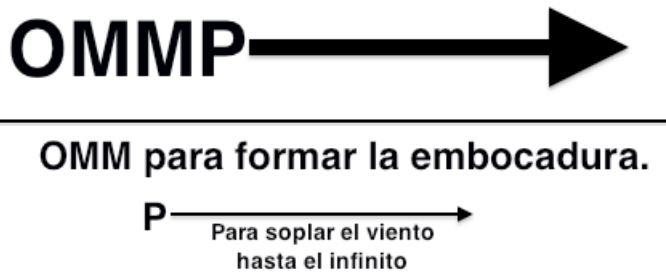 OMMP
OMM para formar la embocadura.
P
Para soplar el viento
hasta el infinito